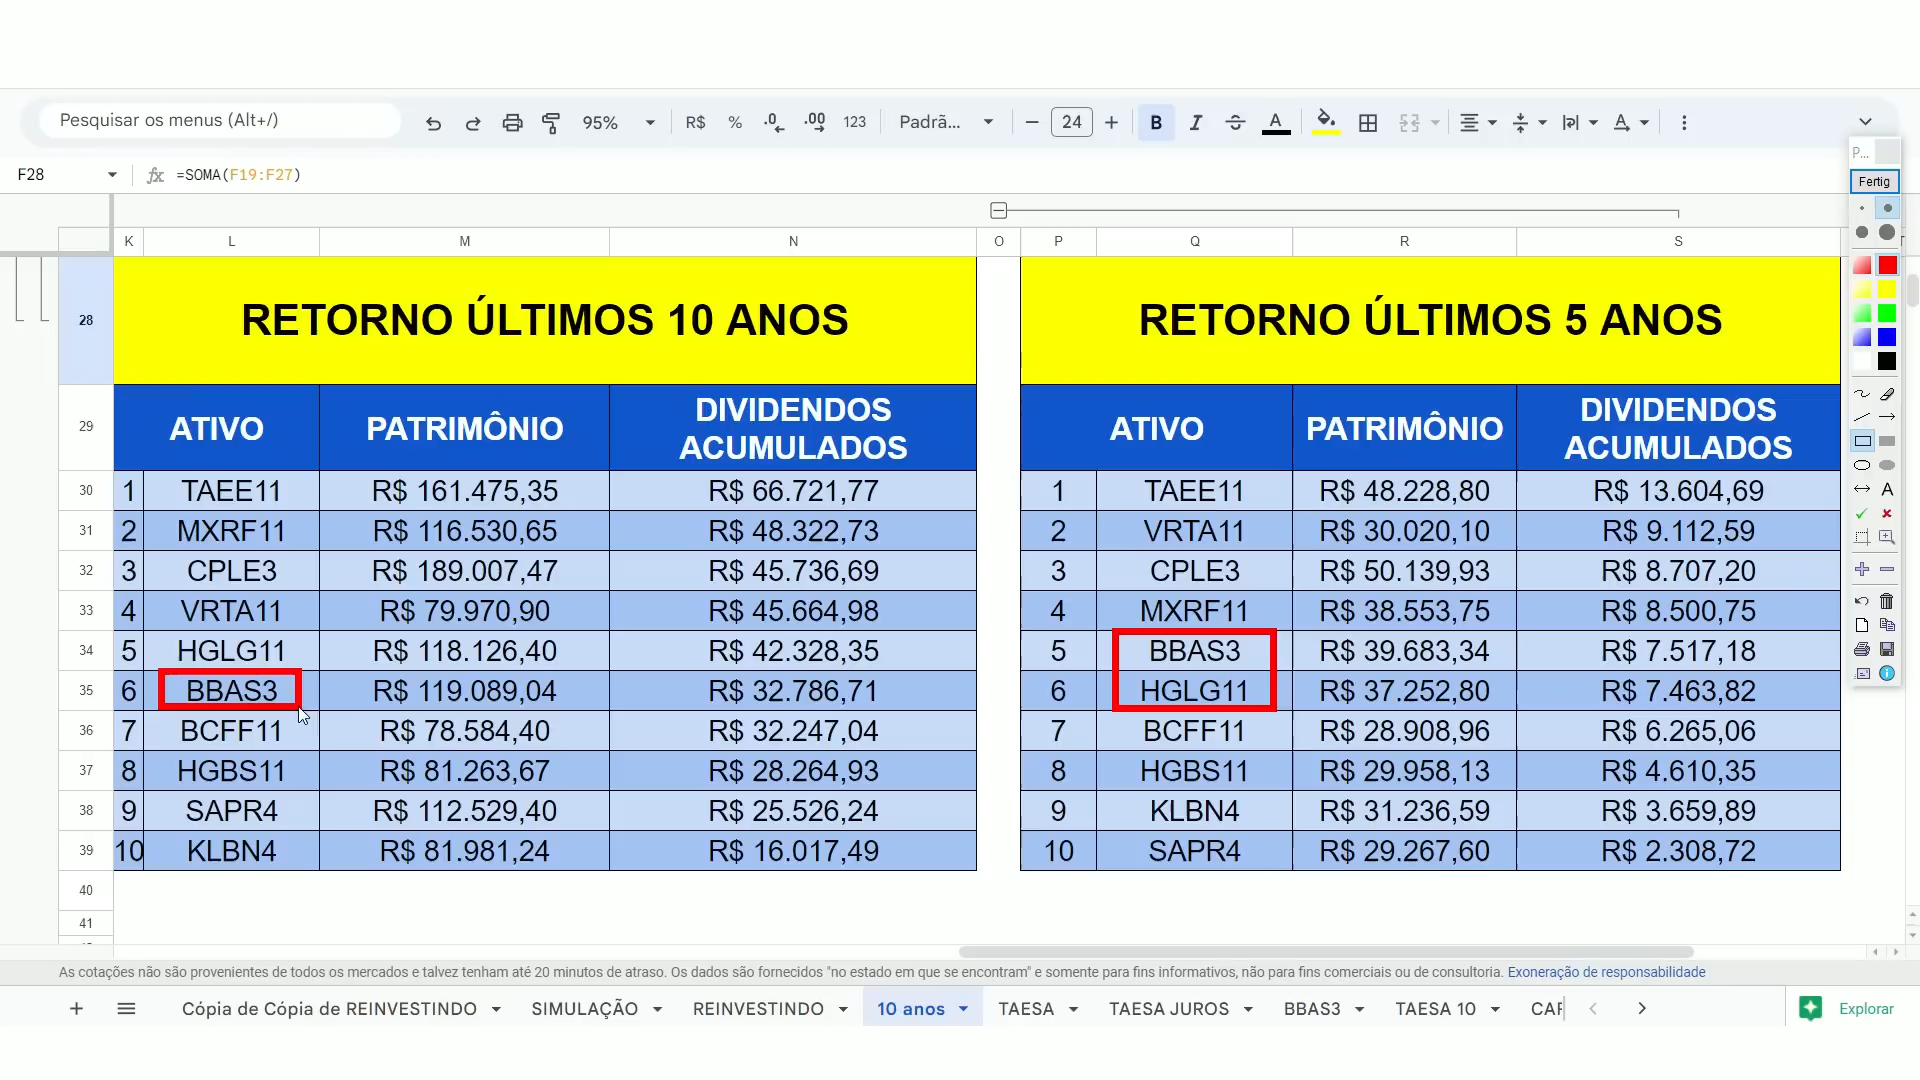 Pesquisar os menus (Alt+/)
95%
R$ % .0 .00 123
Padrã...
24
B I A
P...
F28
=SOMA(F19:F27)
Fertig
K L M N O P Q R S
28 RETORNO ÚLTIMOS 10 ANOS RETORNO ÚLTIMOS 5 ANOS
29 ATIVO PATRIMÔNIO DIVIDENDOS ACUMULADOS ATIVO PATRIMÔNIO DIVIDENDOS ACUMULADOS
30 1 TAEE11 R$ 161.475,35 R$ 66.721,77 1 TAEE11 R$ 48.228,80 R$ 13.604,69
31 2 MXRF11 R$ 116.530,65 R$ 48.322,73 2 VRTA11 R$ 30.020,10 R$ 9.112,59
32 3 CPLE3 R$ 189.007,47 R$ 45.736,69 3 CPLE3 R$ 50.139,93 R$ 8.707,20
33 4 VRTA11 R$ 79.970,90 R$ 45.664,98 4 MXRF11 R$ 38.553,75 R$ 8.500,75
34 5 HGLG11 R$ 118.126,40 R$ 42.328,35 5 BBAS3 R$ 39.683,34 R$ 7.517,18
35 6 BBAS3 R$ 119.089,04 R$ 32.786,71 6 HGLG11 R$ 37.252,80 R$ 7.463,82
36 7 BCFF11 R$ 78.584,40 R$ 32.247,04 7 BCFF11 R$ 28.908,96 R$ 6.265,06
37 8 HGBS11 R$ 81.263,67 R$ 28.264,93 8 HGBS11 R$ 29.958,13 R$ 4.610,35
38 9 SAPR4 R$ 112.529,40 R$ 25.526,24 9 KLBN4 R$ 31.236,59 R$ 3.659,89
39 10 KLBN4 R$ 81.981,24 R$ 16.017,49 10 SAPR4 R$ 29.267,60 R$ 2.308,72
40
41
As cotações não são provenientes de todos os mercados e talvez tenham até 20 minutos de atraso. Os dados são fornecidos "no estado em que se encontram" e somente para fins informativos, não para fins comerciais ou de consultoria. Exoneração de responsabilidade
Cópia de Cópia de REINVESTINDO SIMULAÇÃO REINVESTINDO 10 anos TAESA TAESA JUROS BBAS3 TAESA 10 Explorar